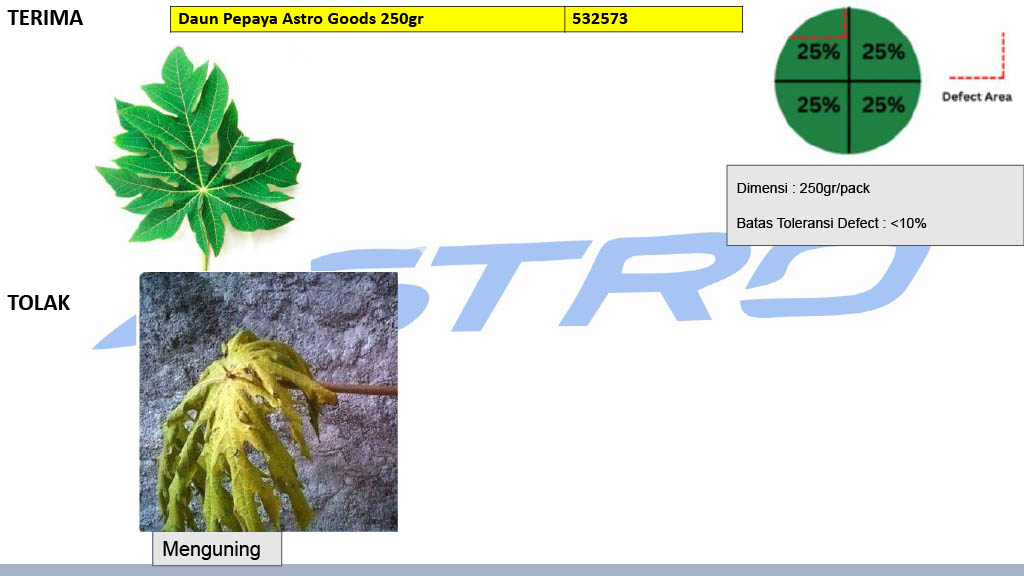 TERIMA
Daun Pepaya Astro Goods 250gr 532573
25% 25%
25% 25%
Defect Area
Dimensi : 250gr/pack
Batas Toleransi Defect : <10%
ASTRO
TOLAK
Menguning